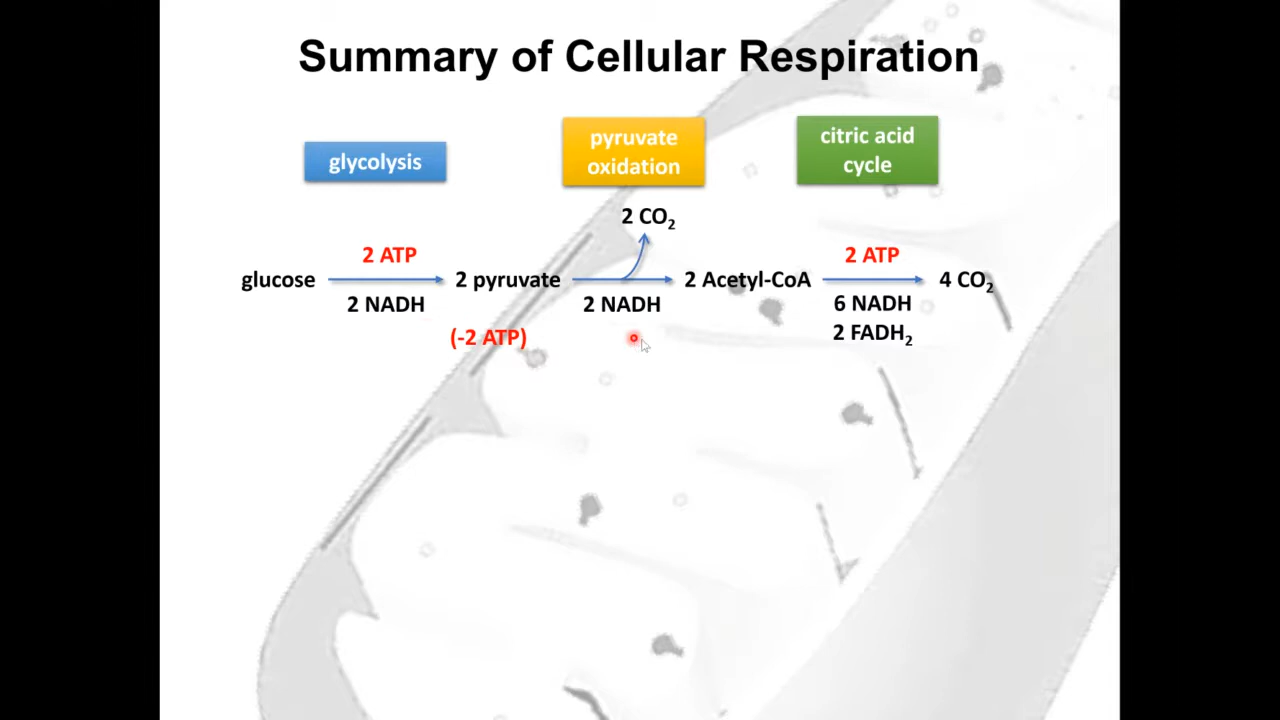 Summary of Cellular Respiration
glycolysis
pyruvate
oxidation
citric acid
cycle
2 CO₂
2 ATP
2 ATP
glucose
2 pyruvate
2 Acetyl-CoA
4 CO₂
2 NADH
2 NADH
6 NADH
(-2 ATP)
2 FADH₂